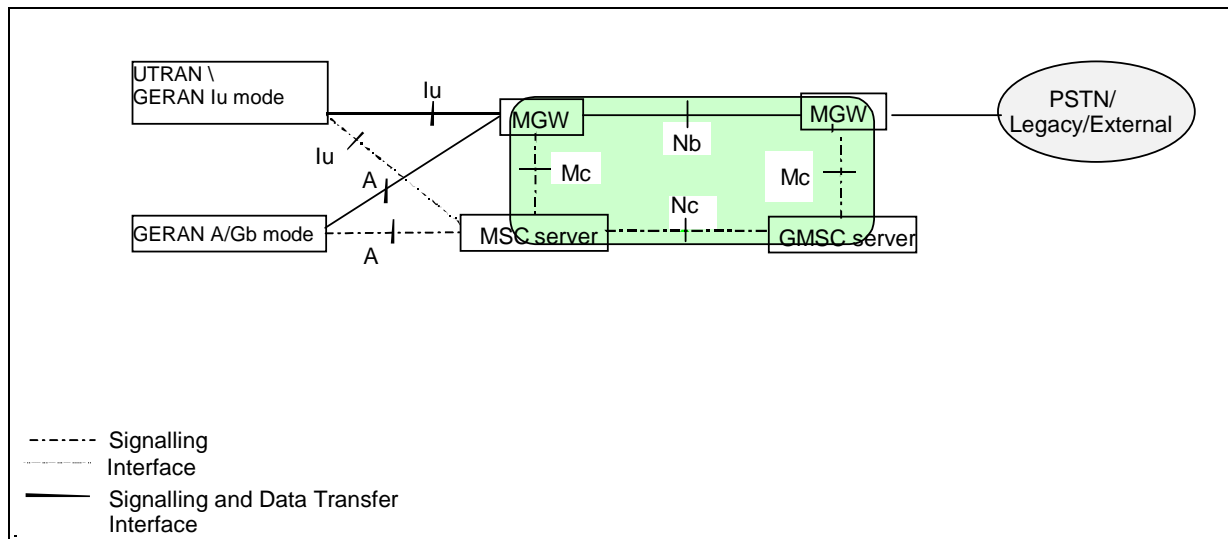 UTRAN \
GERAN Iu mode
Iu
MGW
MGW
PSTN/
Legacy/External
Nb
Iu
Mc
Mc
A
Nc
GERAN A/Gb mode
MSC server
GMSC server
A
Signalling
Interface
Signalling and Data Transfer
Interface